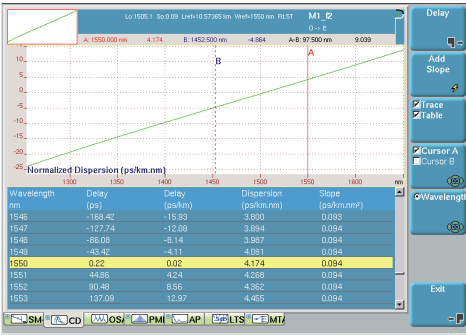 Lo:1505.1 So:0.09 Lref=10.57365 km Wref=1550 nm Fit:5T M1_f2
O -> E
A: 1550.000 nm 4.174 B: 1452.500 nm -4.864 A-B: 97.500 nm 9.039
10
5
0
-5
-10
-15
-20
-25
B
A
Normalized Dispersion (ps/km.nm)
1300 1350 1400 1450 1500 1550 1600 nm
Wavelength Delay Delay Dispersion Slope
nm (ps) (ps/km) (ps/km.nm) (ps/km.nm²)
1546 -168.42 -15.93 3.800 0.093
1547 -127.74 -12.08 3.894 0.094
1548 -86.08 -8.14 3.987 0.094
1549 -43.42 -4.11 4.081 0.094
1550 0.22 0.02 4.174 0.094
1551 44.86 4.24 4.268 0.094
1552 90.48 8.56 4.362 0.094
1553 137.09 12.97 4.455 0.094
SM CD OSA PMI AP LTS MTA
Delay
Add
Slope
Trace
Table
Cursor A
Cursor B
Wavelengt
Exit